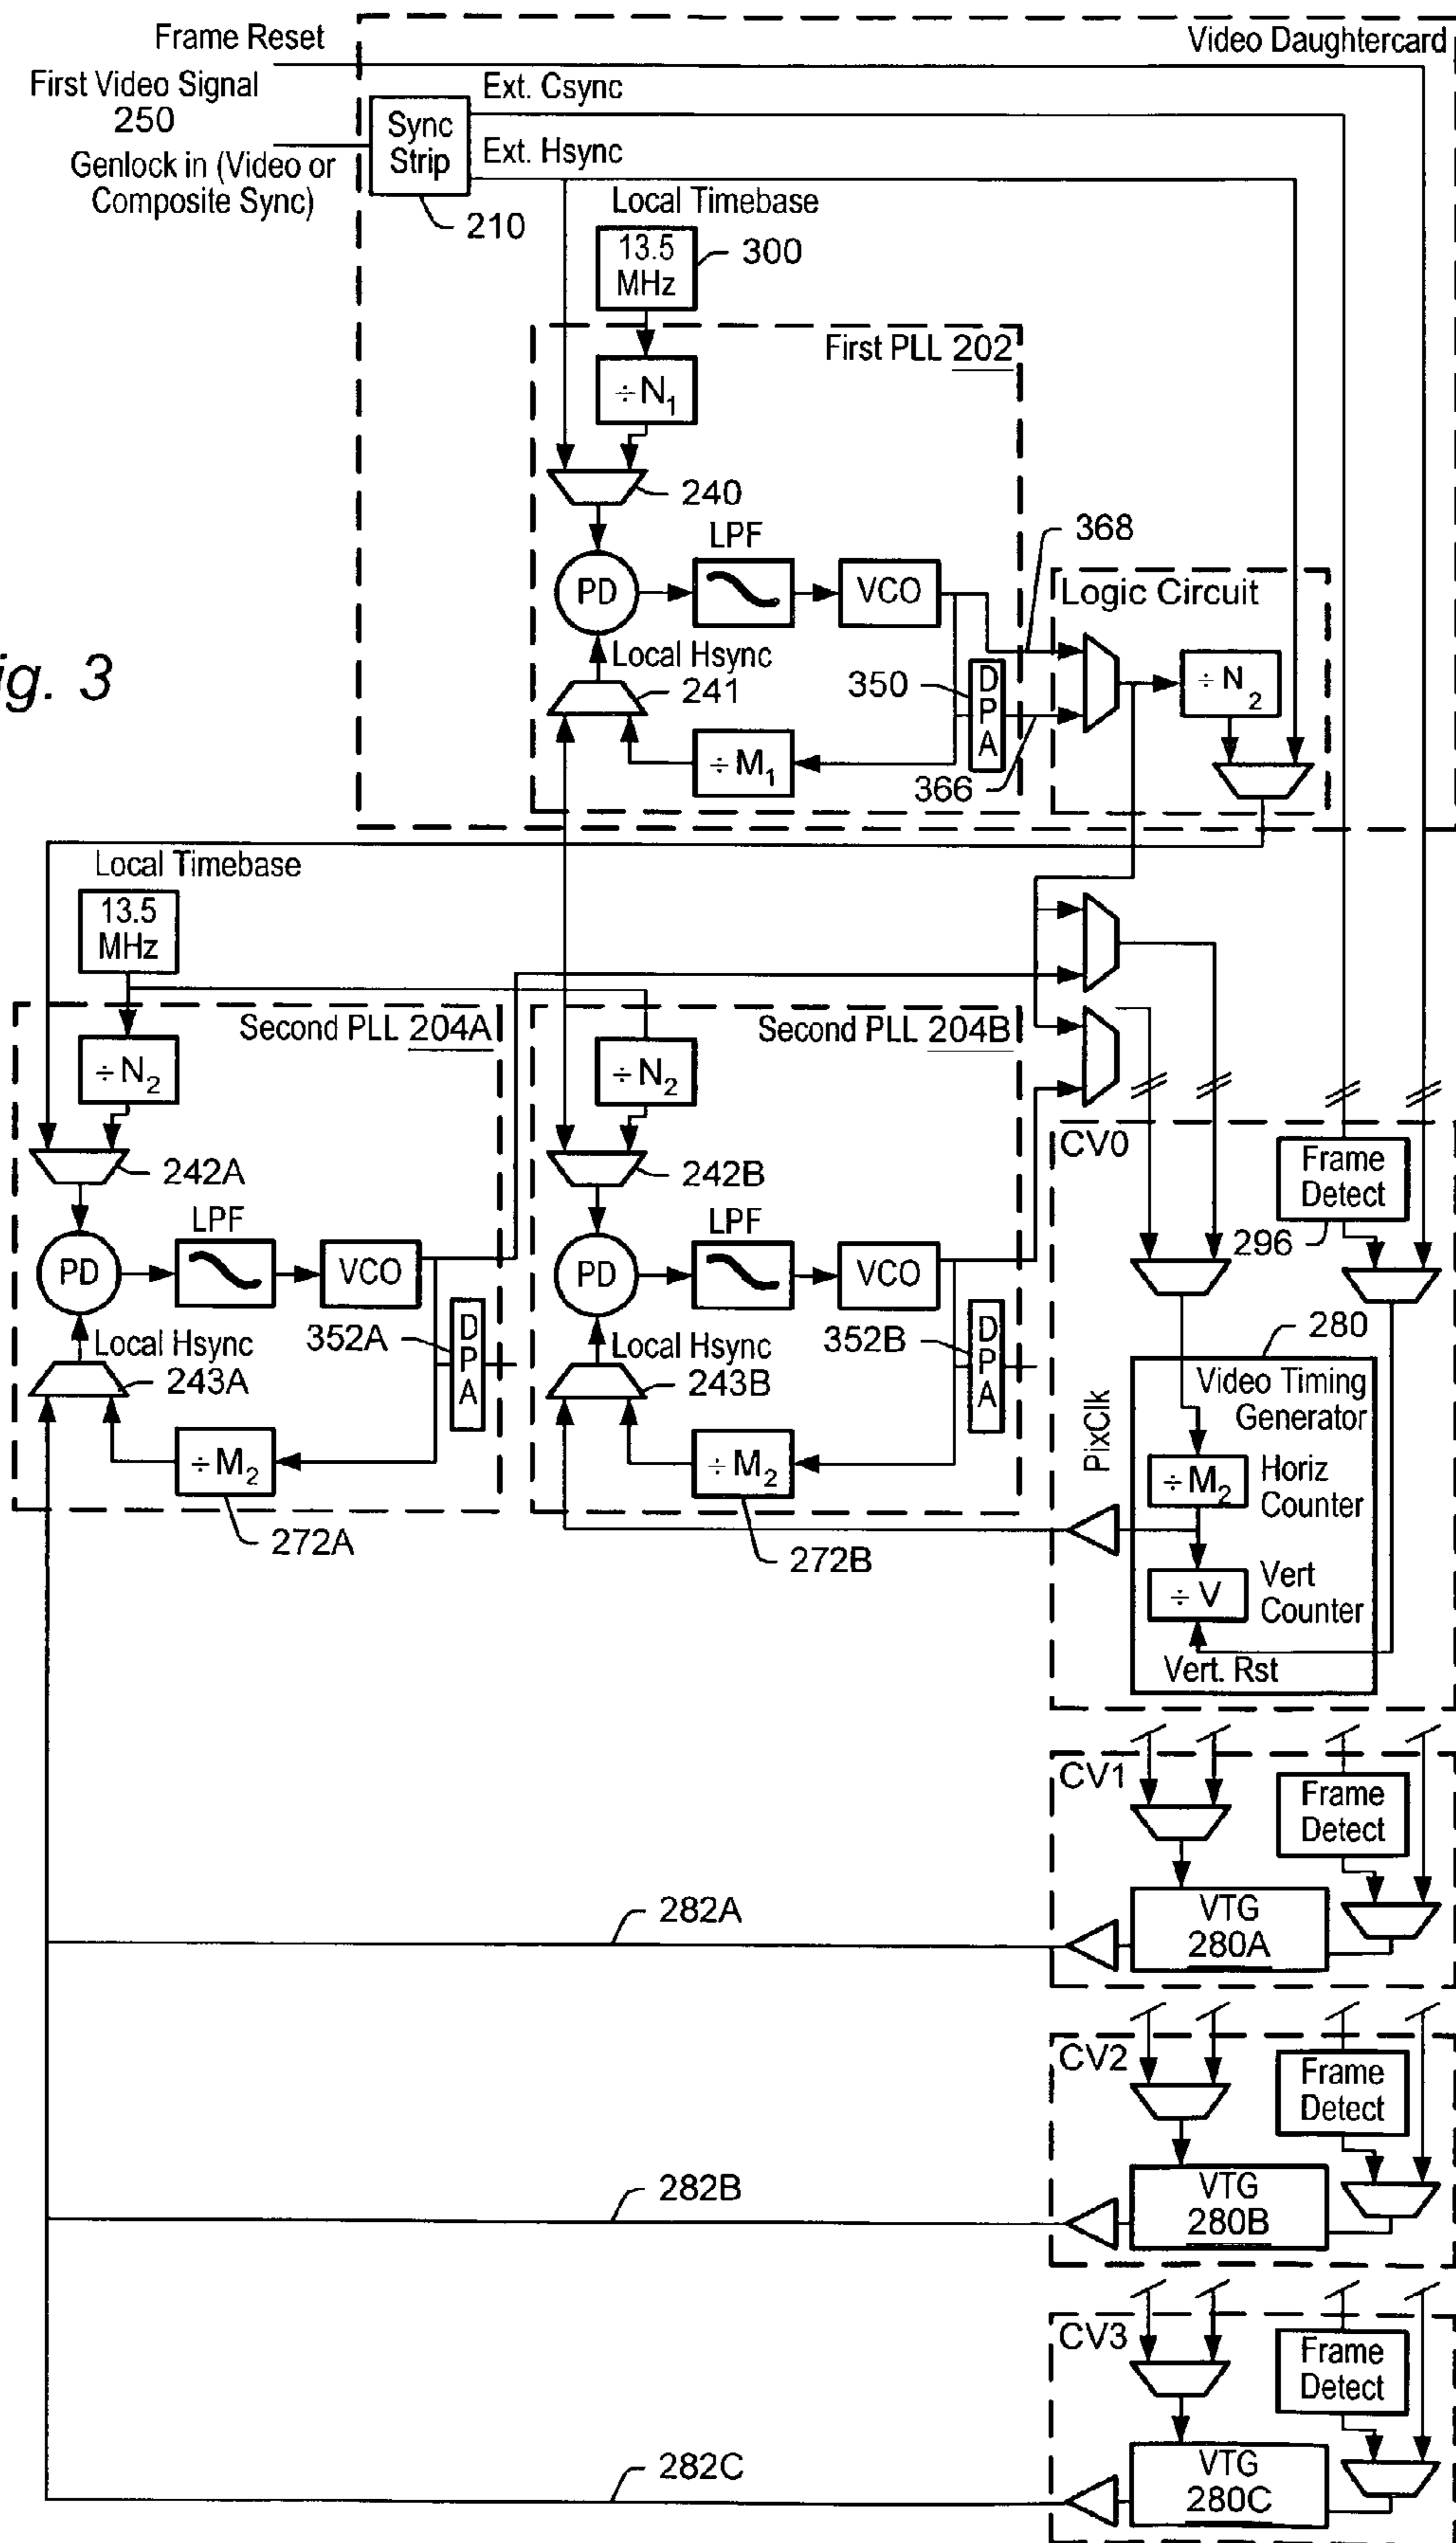 Frame Reset
Video Daughtercard
First Video Signal
250
Genlock in (Video or
Composite Sync)
Sync
Strip
210
Ext. Csync
Ext. Hsync
Local Timebase
13.5
MHz
300
First PLL 202
÷N1
240
PD
LPF
VCO
368
Logic Circuit
÷N2
Local Hsync
241
350
DPA
÷M1
366
ig. 3
Local Timebase
13.5
MHz
Second PLL 204A
÷N2
242A
PD
LPF
VCO
Local Hsync
243A
352A
DPA
÷M2
272A
Second PLL 204B
÷N2
242B
PD
LPF
VCO
Local Hsync
243B
352B
DPA
÷M2
272B
CV0
Frame
Detect
296
280
PixClk
Video Timing
Generator
÷M2
Horiz
Counter
÷V
Vert
Counter
Vert. Rst
CV1
Frame
Detect
VTG
280A
282A
CV2
Frame
Detect
VTG
280B
282B
CV3
Frame
Detect
VTG
280C
282C